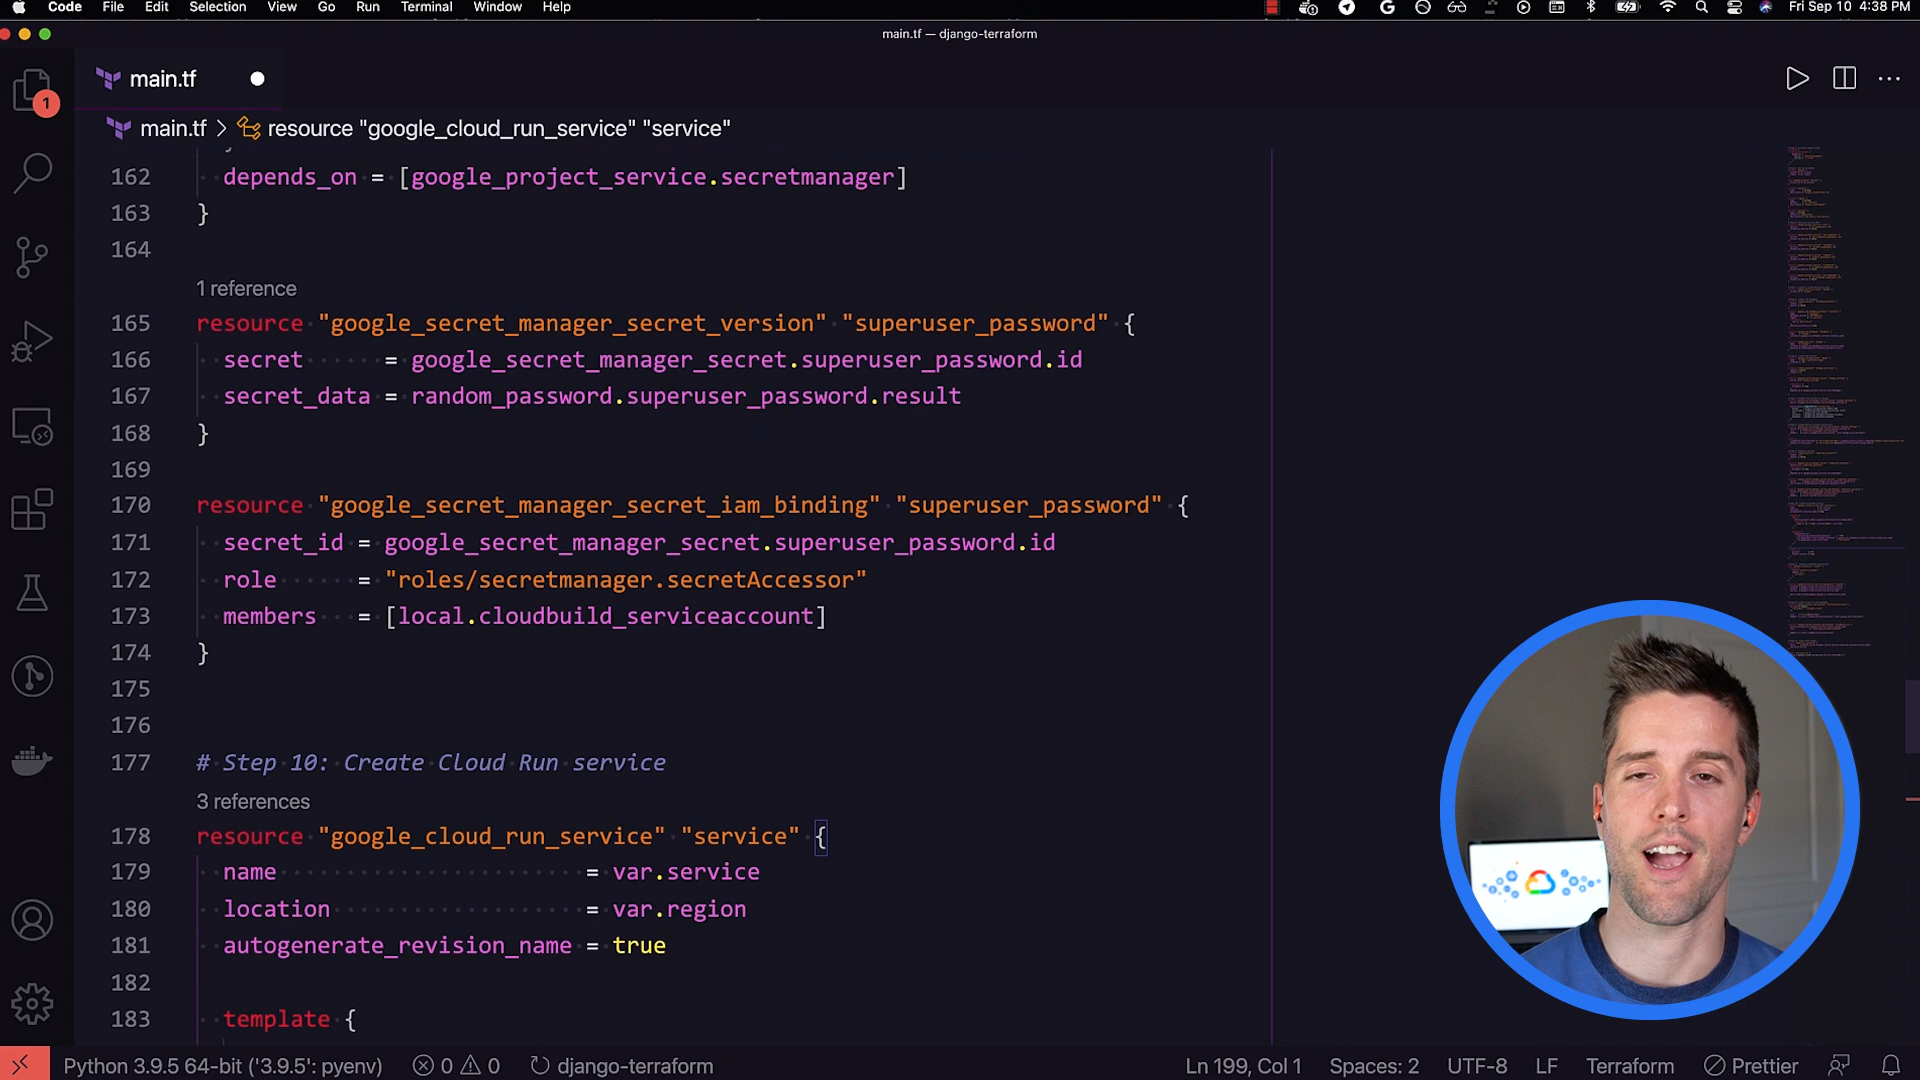 Code File Edit Selection View Go Run Terminal Window Help Fri Sep 10 4:38 PM
main.tf — django-terraform
1
main.tf
main.tf > resource "google_cloud_run_service" "service"
162 depends_on = [google_project_service.secretmanager]
163 }
164
1 reference
165 resource "google_secret_manager_secret_version" "superuser_password" {
166 secret = google_secret_manager_secret.superuser_password.id
167 secret_data = random_password.superuser_password.result
168 }
169
170 resource "google_secret_manager_secret_iam_binding" "superuser_password" {
171 secret_id = google_secret_manager_secret.superuser_password.id
172 role = "roles/secretmanager.secretAccessor"
173 members = [local.cloudbuild_serviceaccount]
174 }
175
176
177 # Step 10: Create Cloud Run service
3 references
178 resource "google_cloud_run_service" "service" {
179 name = var.service
180 location = var.region
181 autogenerate_revision_name = true
182
183 template {
Python 3.9.5 64-bit ('3.9.5': pyenv) 0 0 django-terraform Ln 199, Col 1 Spaces: 2 UTF-8 LF Terraform Prettier